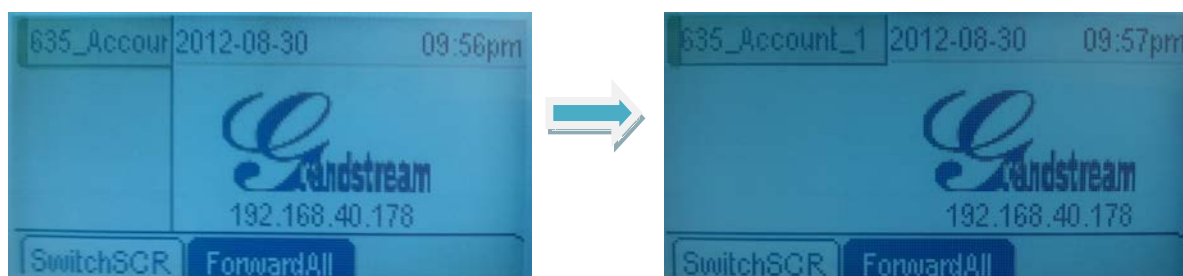 635_Accour 2012-08-30 09:56pm
Grandstream
192.168.40.178
SwitchSCR ForwardAll
635_Account_1 2012-08-30 09:57pm
Grandstream
192.168.40.178
SwitchSCR ForwardAll